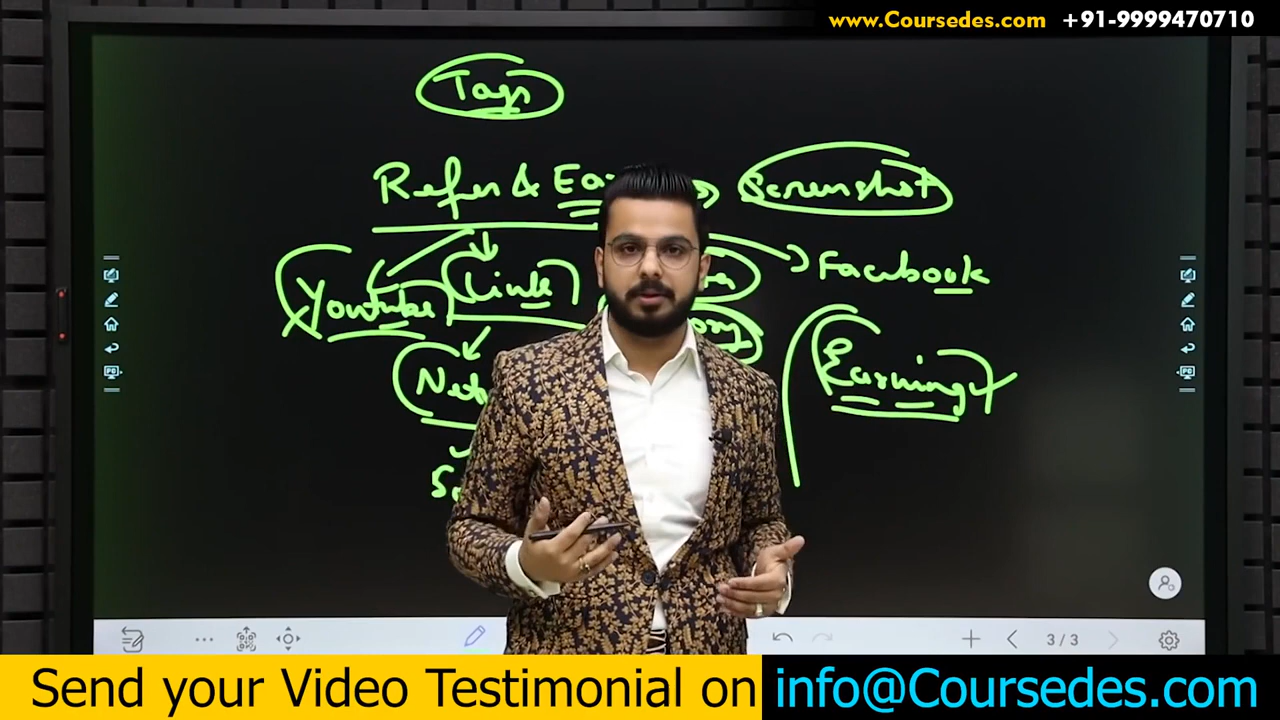 www.Coursedes.com +91-9999470710
Tags
Refer & Screenshot
Youtube Link Facebook
Earning
3/3
Send your Video Testimonial on info@Coursedes.com